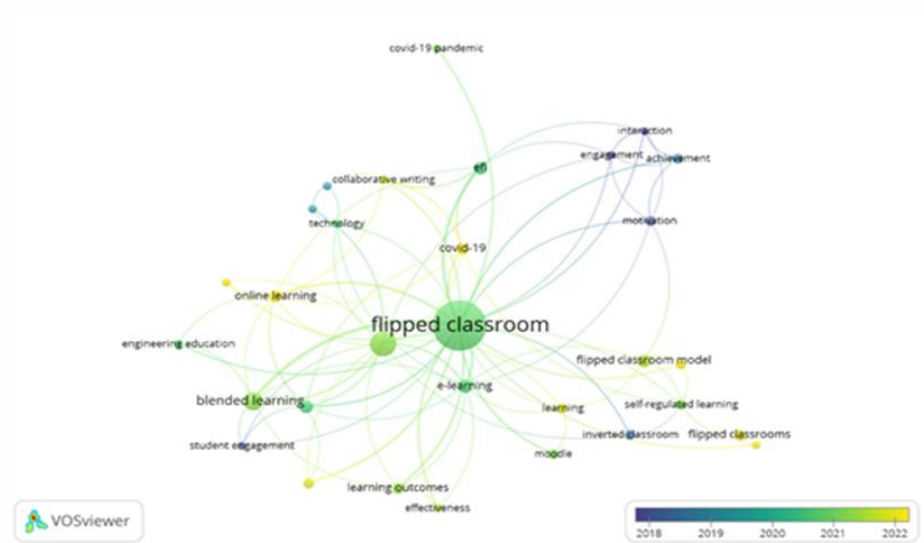 covid-19 pandemic
interaction
engagement
achievement
efl
collaborative writing
motivation
technology
covid-19
online learning
flipped classroom
engineering education
flipped classroom model
e-learning
blended learning
learning
self-regulated learning
inverted classroom
flipped classrooms
student engagement
moodle
learning outcomes
effectiveness
VOSviewer
2018
2019
2020
2021
2022